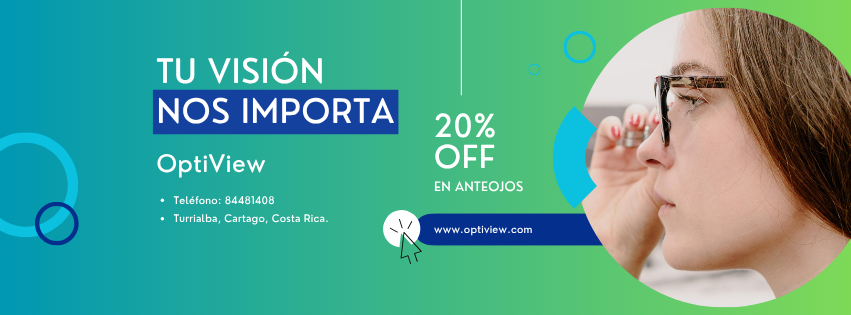 TU VISIÓN
NOS IMPORTA
OptiView
• Teléfono: 84481408
• Turrialba, Cartago, Costa Rica.
20%
OFF
EN ANTEOJOS
www.optiview.com